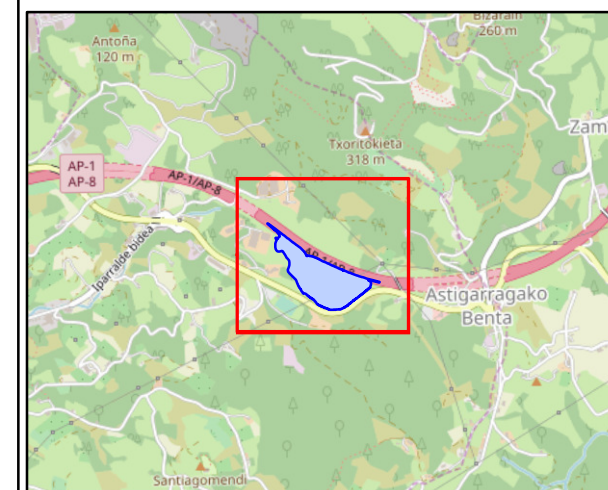 Bizarain
260 m
Antoña
120 m
Txoritokieta
318 m
AP-1
AP-8
AP-1/AP-8
Iparralde bidea
Astigarragako
Benta
Santiagomendi